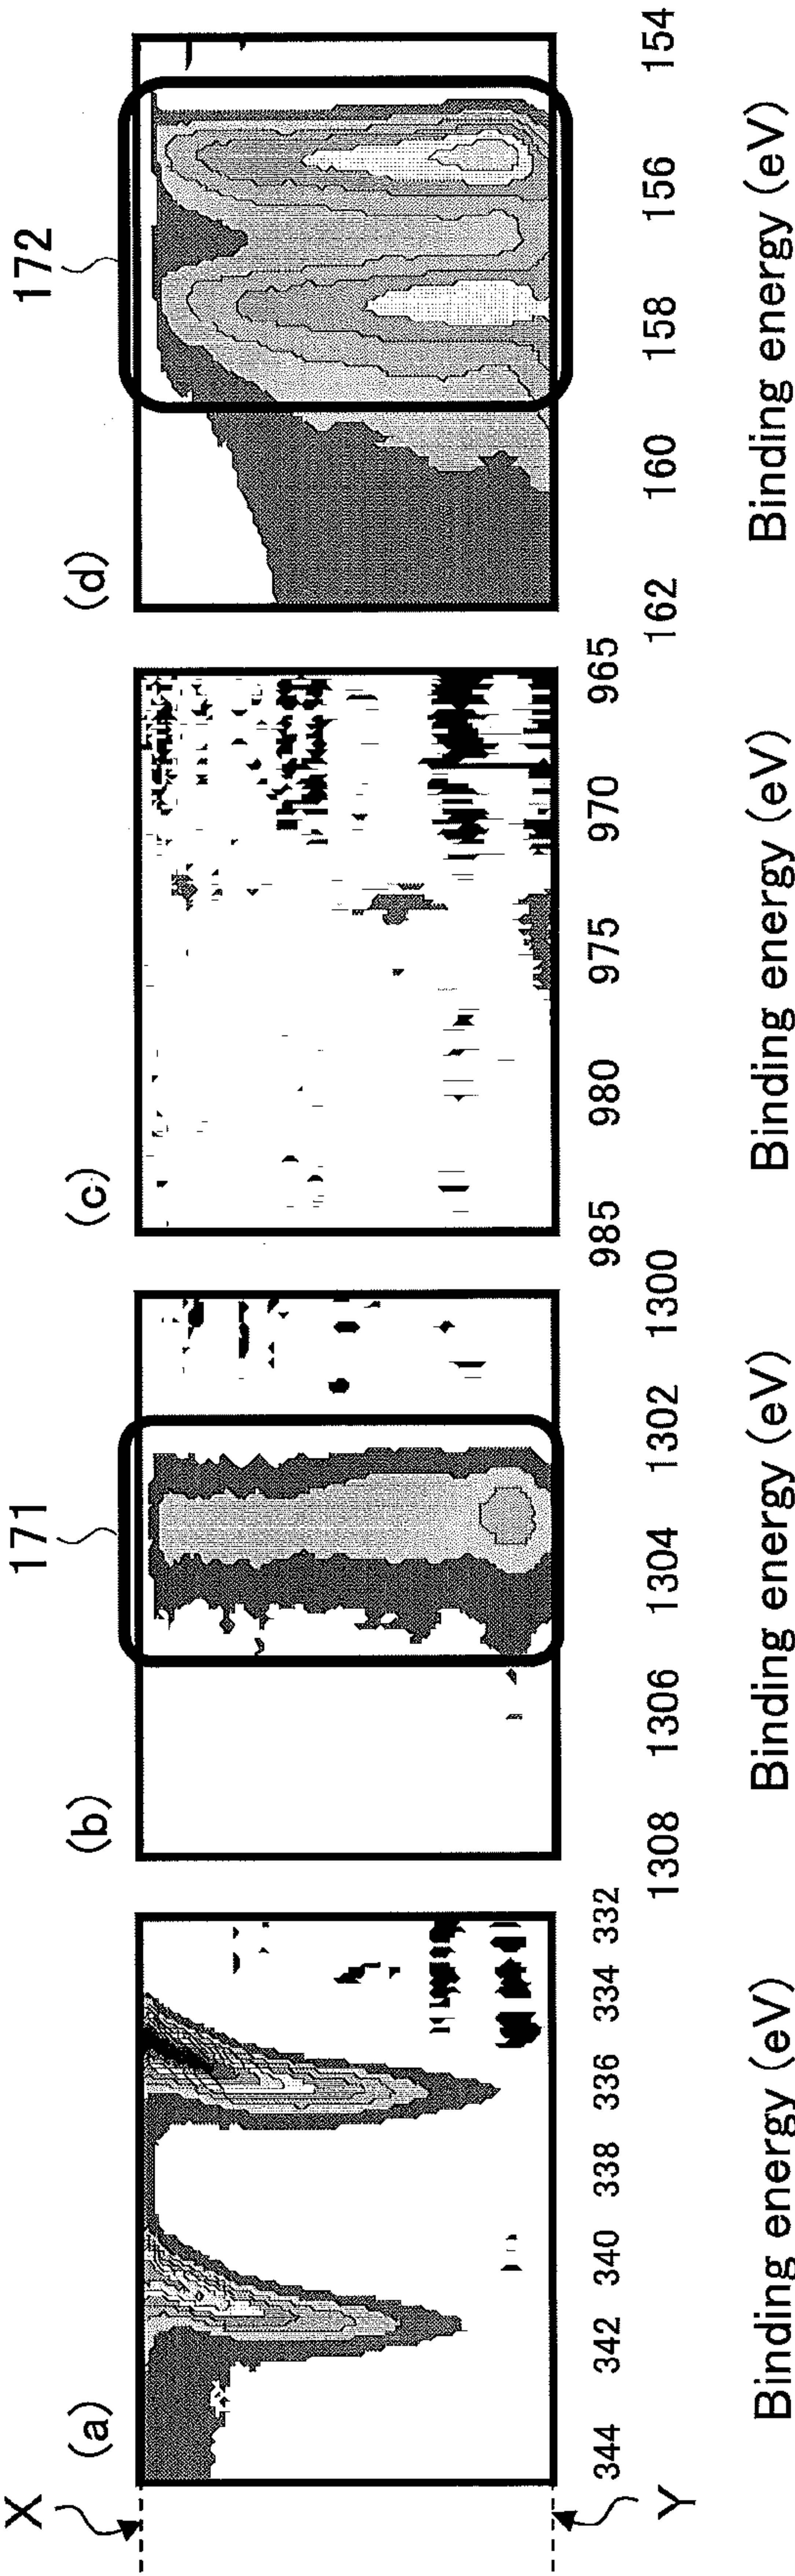 X
Y
(a)
344 342 340 338 336 334 332
Binding energy (eV)
(b)
171
1308 1306 1304 1302 1300
Binding energy (eV)
(c)
985 980 975 970 965
Binding energy (eV)
(d)
172
162 160 158 156 154
Binding energy (eV)